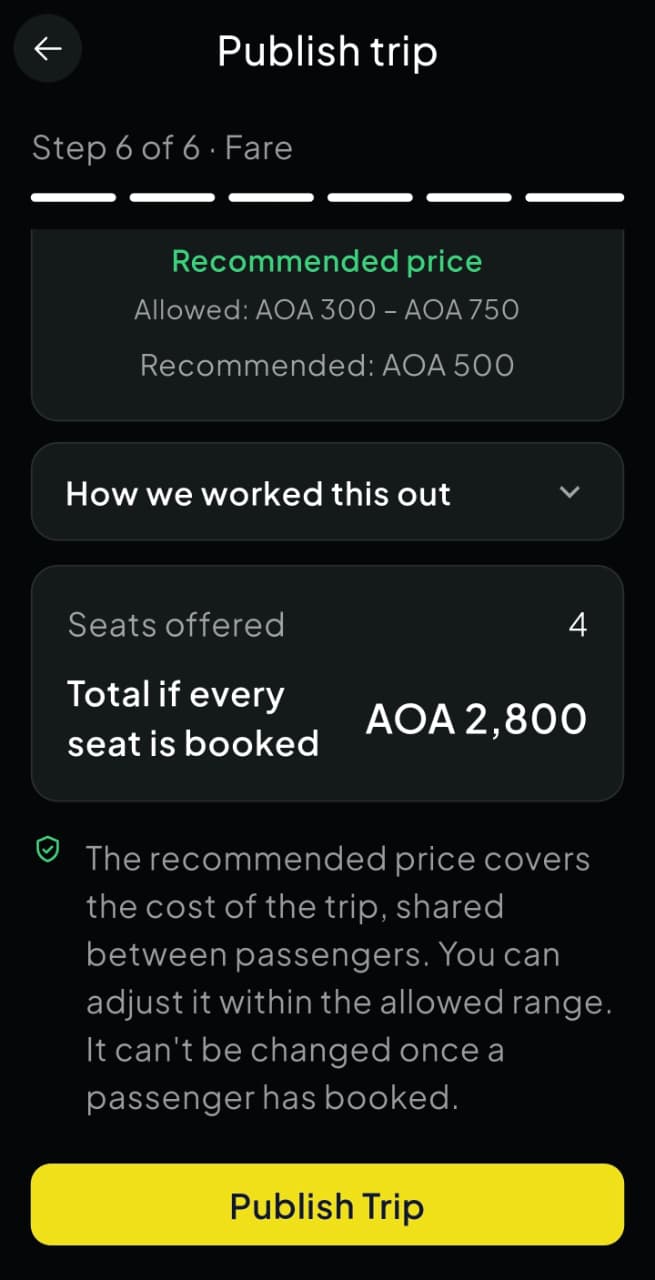 Publish trip
Step 6 of 6 · Fare
Recommended price
Allowed: AOA 300 – AOA 750
Recommended: AOA 500
How we worked this out
Seats offered 4
Total if every
seat is booked AOA 2,800
The recommended price covers
the cost of the trip, shared
between passengers. You can
adjust it within the allowed range.
It can't be changed once a
passenger has booked.
Publish Trip